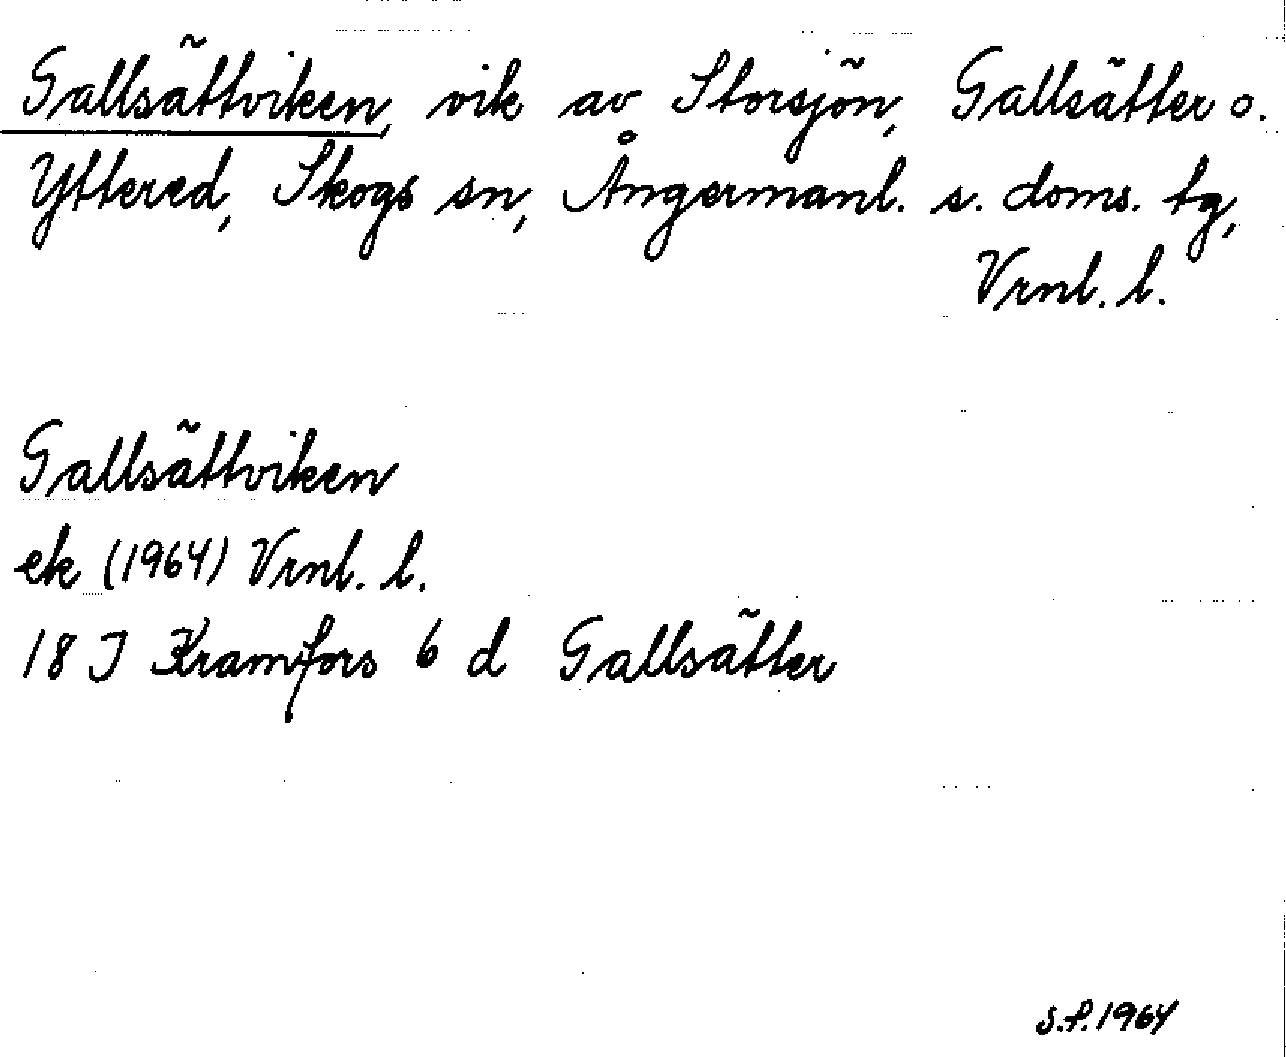 Gallsättviken, vik av Storsjön, Gallsätter o.
Yttered, Skogs sn, Ångermanl. s. doms. tg,
Vrnl. l.
Gallsättviken
ek (1964) Vrnl. l.
18 J Kramfors 6 d Gallsätter
S.P. 1964